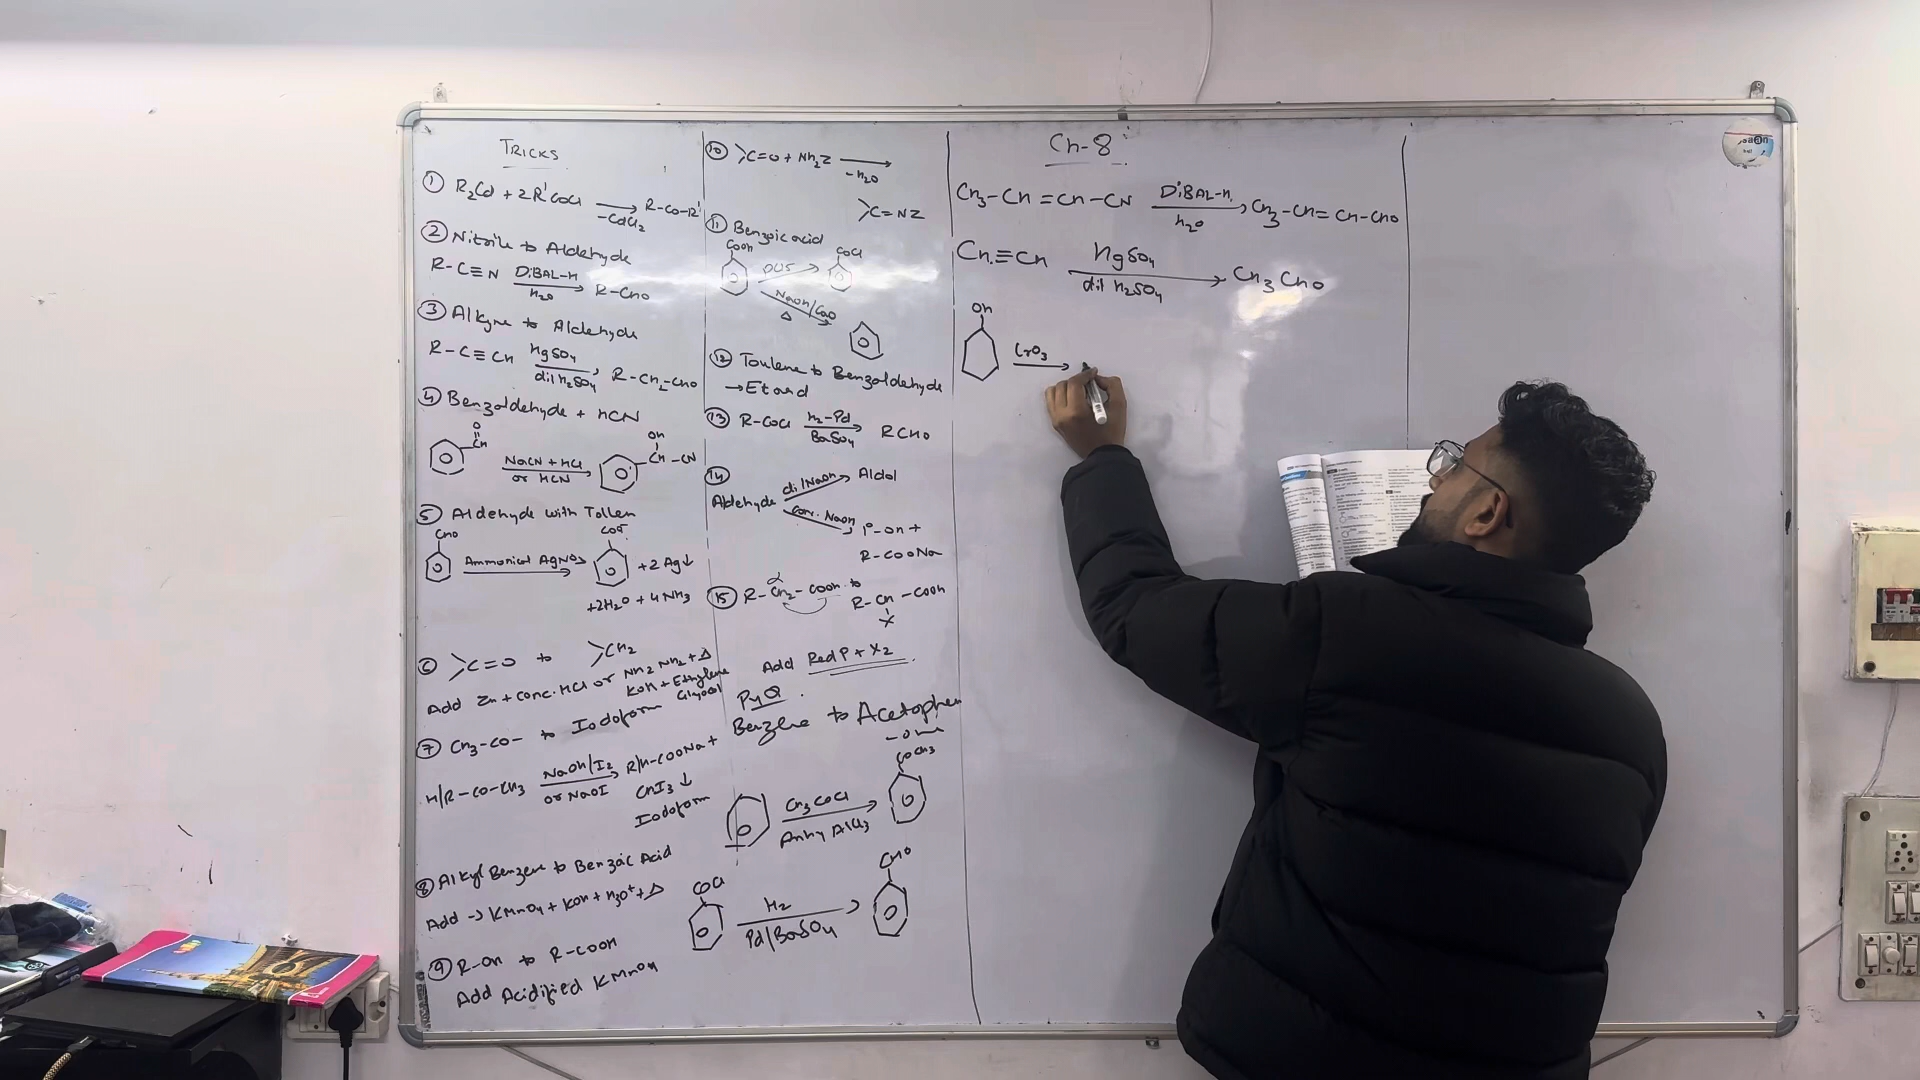 TRICKS
① R₂Cd + 2R'COCl → R-CO-R'
-CdCl₂
② Nitrile to Aldehyde
R-C≡N DiBAL-H R-CHO
H₂O
③ Alkyne to Aldehyde
R-C≡CH HgSO₄ R-CH₂-CHO
dil H₂SO₄
④ Benzaldehyde + HCN
O
CH
NaCN + HCl
or HCN
OH
CH-CN
⑤ Aldehyde with Tollen
CHO
Ammonical AgNO₃
COO⁻
+2Ag↓
+2H₂O + 4NH₃
⑥ >C=O to >CH₂
Add Zn + conc. HCl or NH₂NH₂ + Δ
KOH + Ethylene
Glycol
⑦ CH₃-CO- to Iodoform
H/R-CO-CH₃ NaOH/I₂ R/H-COONa +
or NaOI CHI₃↓
Iodoform
⑧ Alkyl Benzene to Benzoic Acid
Add → KMnO₄ + KOH + H₃O⁺ + Δ
⑨ R-OH to R-COOH
Add Acidified KMnO₄
⑩ >C=O + NH₂Z →
-H₂O
>C=NZ
⑪ Benzoic acid
COOH
PCl5
COCl
NaOH/CaO
Δ
⑫ Toulene to Benzaldehyde
→ Etard
⑬ R-COCl H₂-Pd RCHO
BaSO₄
⑭
Aldehyde
dil NaOH Aldol
conc. NaOH 1°-OH +
R-COONa
⑮ R-CH₂-COOH to
α
R-CH-COOH
X
Add Red P + X₂
PYQ
Benzene to Acetophen
-one
CH₃COCl
Anhy AlCl₃
COCH₃
COCl
H₂
Pd/BaSO₄
CHO
Ch-8
CH₃-CH=CH-CN DiBAL-H CH₃-CH=CH-CHO
H₂O
CH≡CH HgSO₄ → CH₃CHO
dil H₂SO₄
OH
CrO₃